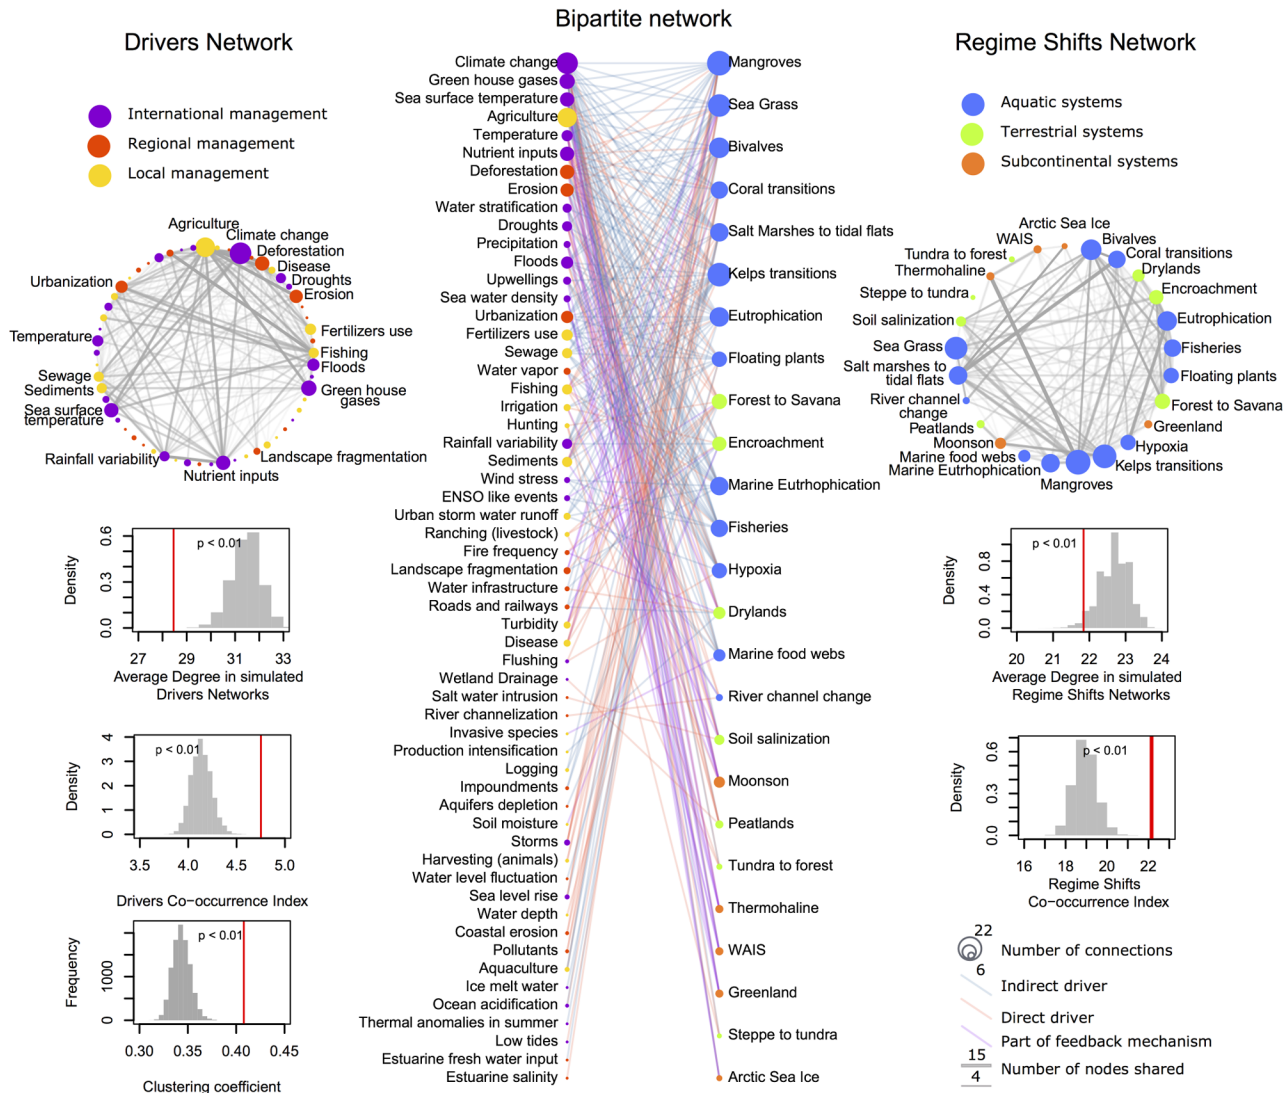 Bipartite network
Drivers Network
Regime Shifts Network
International management
Regional management
Local management
Agriculture
Climate change
Deforestation
Disease
Droughts
Erosion
Fertilizers use
Fishing
Floods
Green house
gases
Landscape fragmentation
Nutrient inputs
Rainfall variability
Sea surface
temperature
Sediments
Sewage
Temperature
Urbanization
0.6
0.3
0.0
Density
p < 0.01
27 29 31 33
Average Degree in simulated
Drivers Networks
4
3
2
1
0
Density
p < 0.01
3.5 4.0 4.5 5.0
Drivers Co-occurrence Index
1000
0
Frequency
p < 0.01
0.30 0.35 0.40 0.45
Clustering coefficient
Climate change
Green house gases
Sea surface temperature
Agriculture
Temperature
Nutrient inputs
Deforestation
Erosion
Water stratification
Droughts
Precipitation
Floods
Upwellings
Sea water density
Urbanization
Fertilizers use
Sewage
Water vapor
Fishing
Irrigation
Hunting
Rainfall variability
Sediments
Wind stress
ENSO like events
Urban storm water runoff
Ranching (livestock)
Fire frequency
Landscape fragmentation
Water infrastructure
Roads and railways
Turbidity
Disease
Flushing
Wetland Drainage
Salt water intrusion
River channelization
Invasive species
Production intensification
Logging
Impoundments
Aquifers depletion
Soil moisture
Storms
Harvesting (animals)
Water level fluctuation
Sea level rise
Water depth
Coastal erosion
Pollutants
Aquaculture
Ice melt water
Ocean acidification
Thermal anomalies in summer
Low tides
Estuarine fresh water input
Estuarine salinity
Mangroves
Sea Grass
Bivalves
Coral transitions
Salt Marshes to tidal flats
Kelps transitions
Eutrophication
Floating plants
Forest to Savana
Encroachment
Marine Eutrhophication
Fisheries
Hypoxia
Drylands
Marine food webs
River channel change
Soil salinization
Moonson
Peatlands
Tundra to forest
Thermohaline
WAIS
Greenland
Steppe to tundra
Arctic Sea Ice
Aquatic systems
Terrestrial systems
Subcontinental systems
Arctic Sea Ice
Bivalves
Coral transitions
Drylands
Encroachment
Eutrophication
Fisheries
Floating plants
Forest to Savana
Greenland
Hypoxia
Kelps transitions
Mangroves
Marine Eutrhophication
Marine food webs
Moonson
Peatlands
River channel
change
Salt marshes to
tidal flats
Sea Grass
Soil salinization
Steppe to tundra
Thermohaline
Tundra to forest
WAIS
0.8
0.4
0.0
Density
p < 0.01
20 21 22 23 24
Average Degree in simulated
Regime Shifts Networks
0.6
0.3
0.0
Density
p < 0.01
16 18 20 22
Regime Shifts
Co-occurrence Index
22
6
Number of connections
Indirect driver
Direct driver
Part of feedback mechanism
15
4
Number of nodes shared